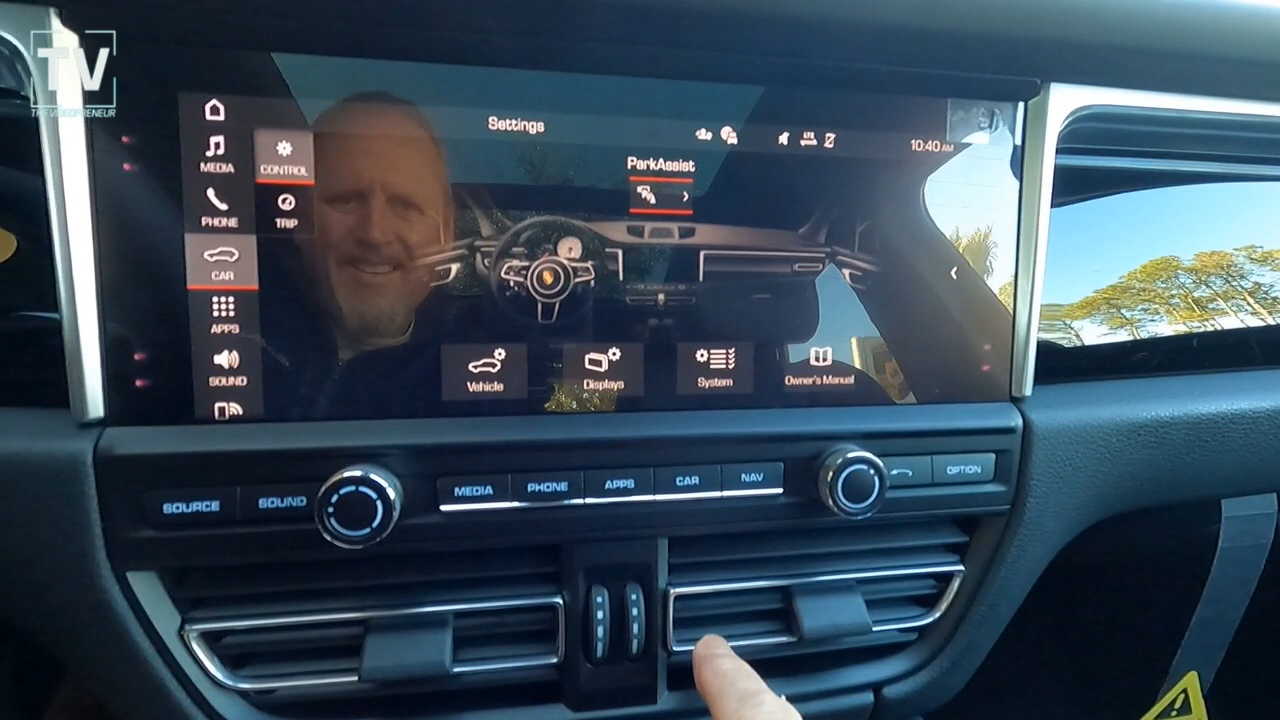 TV
THE VIDEOPRENEUR
Settings
LTE
10:40 AM
MEDIA
CONTROL
ParkAssist
PHONE
TRIP
CAR
APPS
SOUND
Vehicle
Displays
System
Owner's Manual
SOURCE
SOUND
MEDIA
PHONE
APPS
CAR
NAV
OPTION